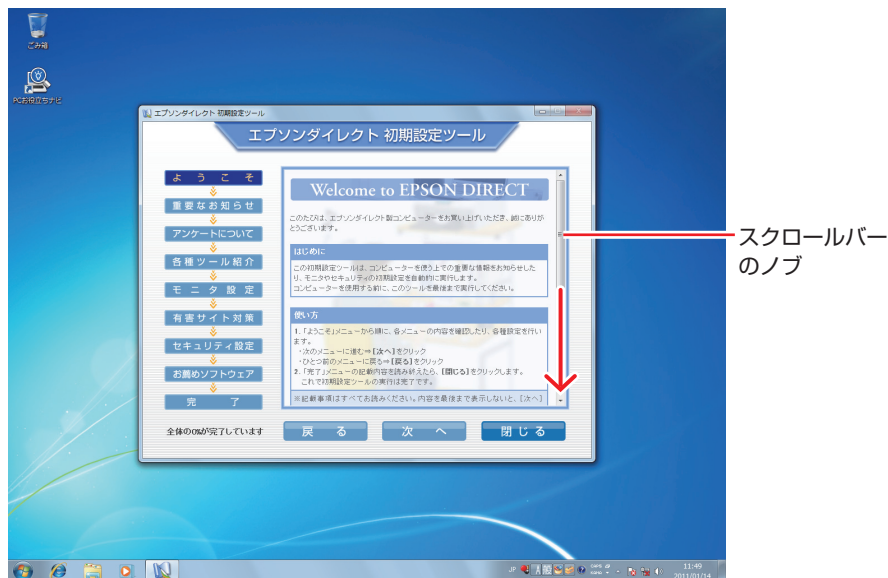 ごみ箱
PCお役立ちナビ
エプソンダイレクト 初期設定ツール
エプソンダイレクト 初期設定ツール
ようこそ
重要なお知らせ
アンケートについて
各種ツール紹介
モニタ設定
有害サイト対策
セキュリティ設定
お薦めソフトウェア
完了
全体の0%が完了しています
Welcome to EPSON DIRECT
このたびは、エプソンダイレクト製コンピューターをお買い上げいただき、誠にありが
とうございます。
はじめに
この初期設定ツールは、コンピューターを使う上での重要な情報をお知らせした
り、モニタやセキュリティの初期設定を自動的に実行します。
コンピューターを使用する前に、このツールを最後まで実行してください。
使い方
1.「ようこそ」メニューから順に、各メニューの内容を確認したり、各種設定を行い
ます。
・次のメニューに進む⇒[次へ]をクリック
・ひとつ前のメニューに戻る⇒[戻る]をクリック
2.「完了」メニューの記載内容を読み終えたら、[閉じる]をクリックします。
これで初期設定ツールの実行は完了です。
※記載事項はすべてお読みください。内容を最後まで表示しないと、[次へ]
戻る
次へ
閉じる
スクロールバー
のノブ
JP
11:49
2011/01/14